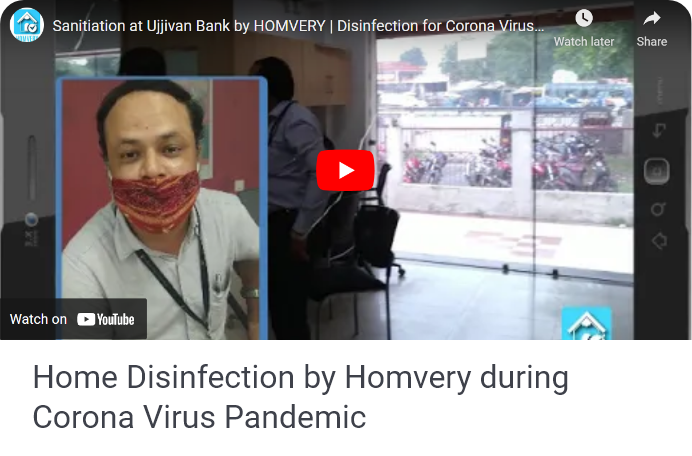 Sanitiation at Ujjivan Bank by HOMVERY | Disinfection for Corona Virus...
Watch later
Share
Watch on YouTube
Home Disinfection by Homvery during
Corona Virus Pandemic